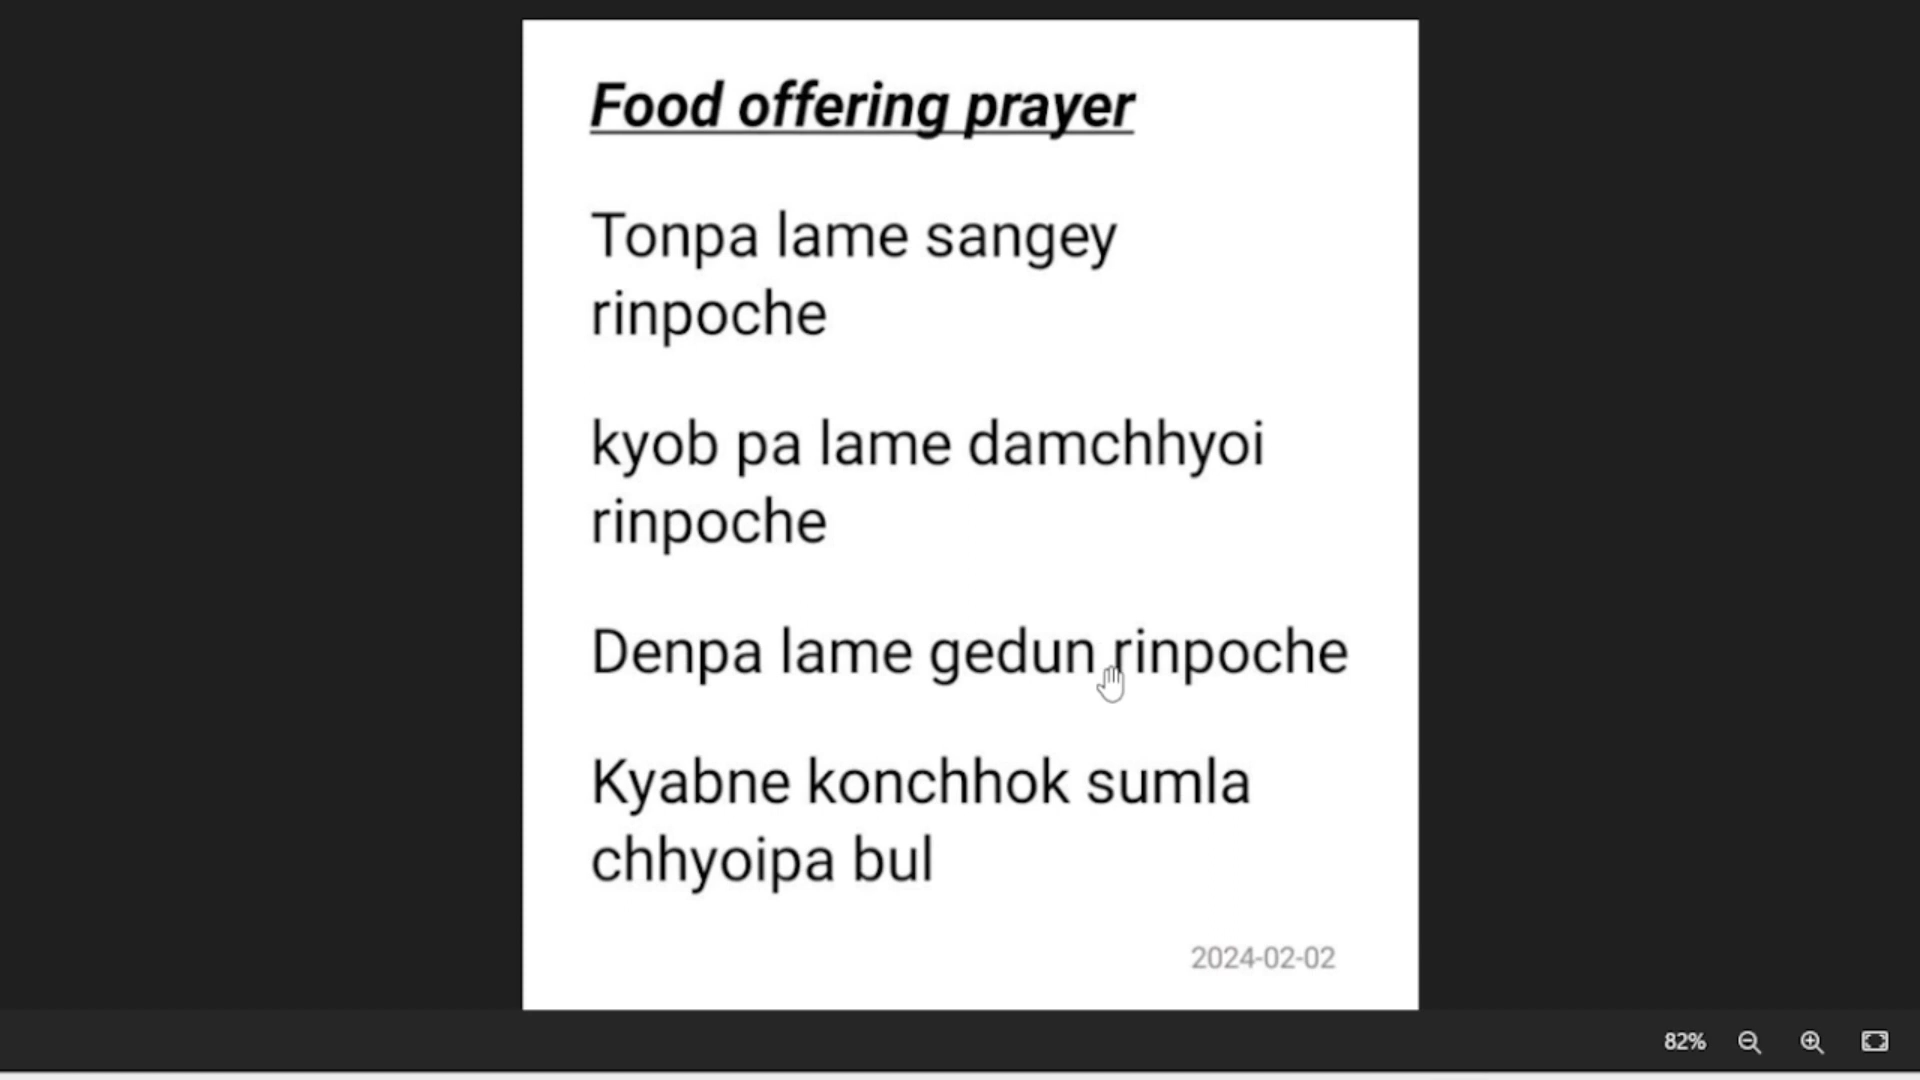 Food offering prayer
Tonpa lame sangey
rinpoche
kyob pa lame damchhyoi
rinpoche
Denpa lame gedun rinpoche
Kyabne konchhok sumla
chhyoipa bul
2024-02-02
82%